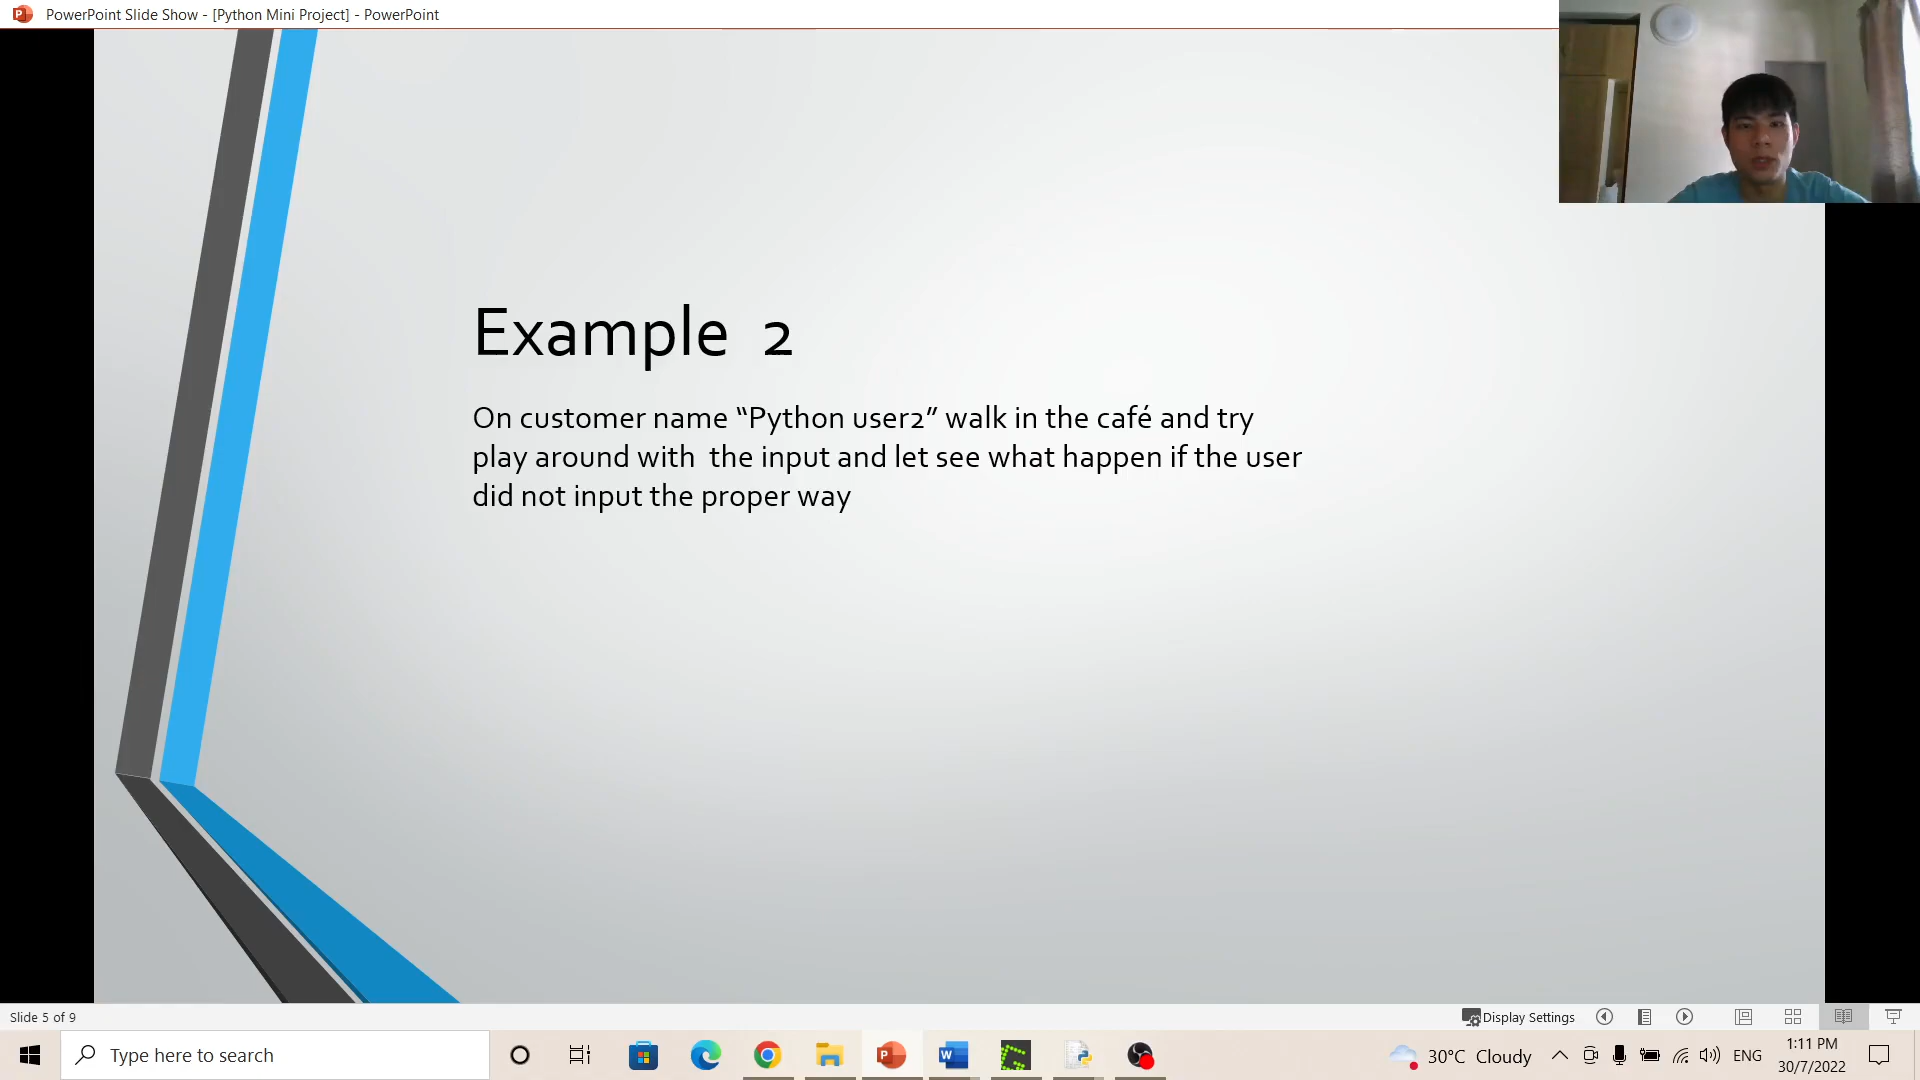 PowerPoint Slide Show - [Python Mini Project] - PowerPoint
Example 2
On customer name “Python user2” walk in the café and try
play around with the input and let see what happen if the user
did not input the proper way
Slide 5 of 9
Display Settings
Type here to search
30°C Cloudy
ENG
1:11 PM
30/7/2022